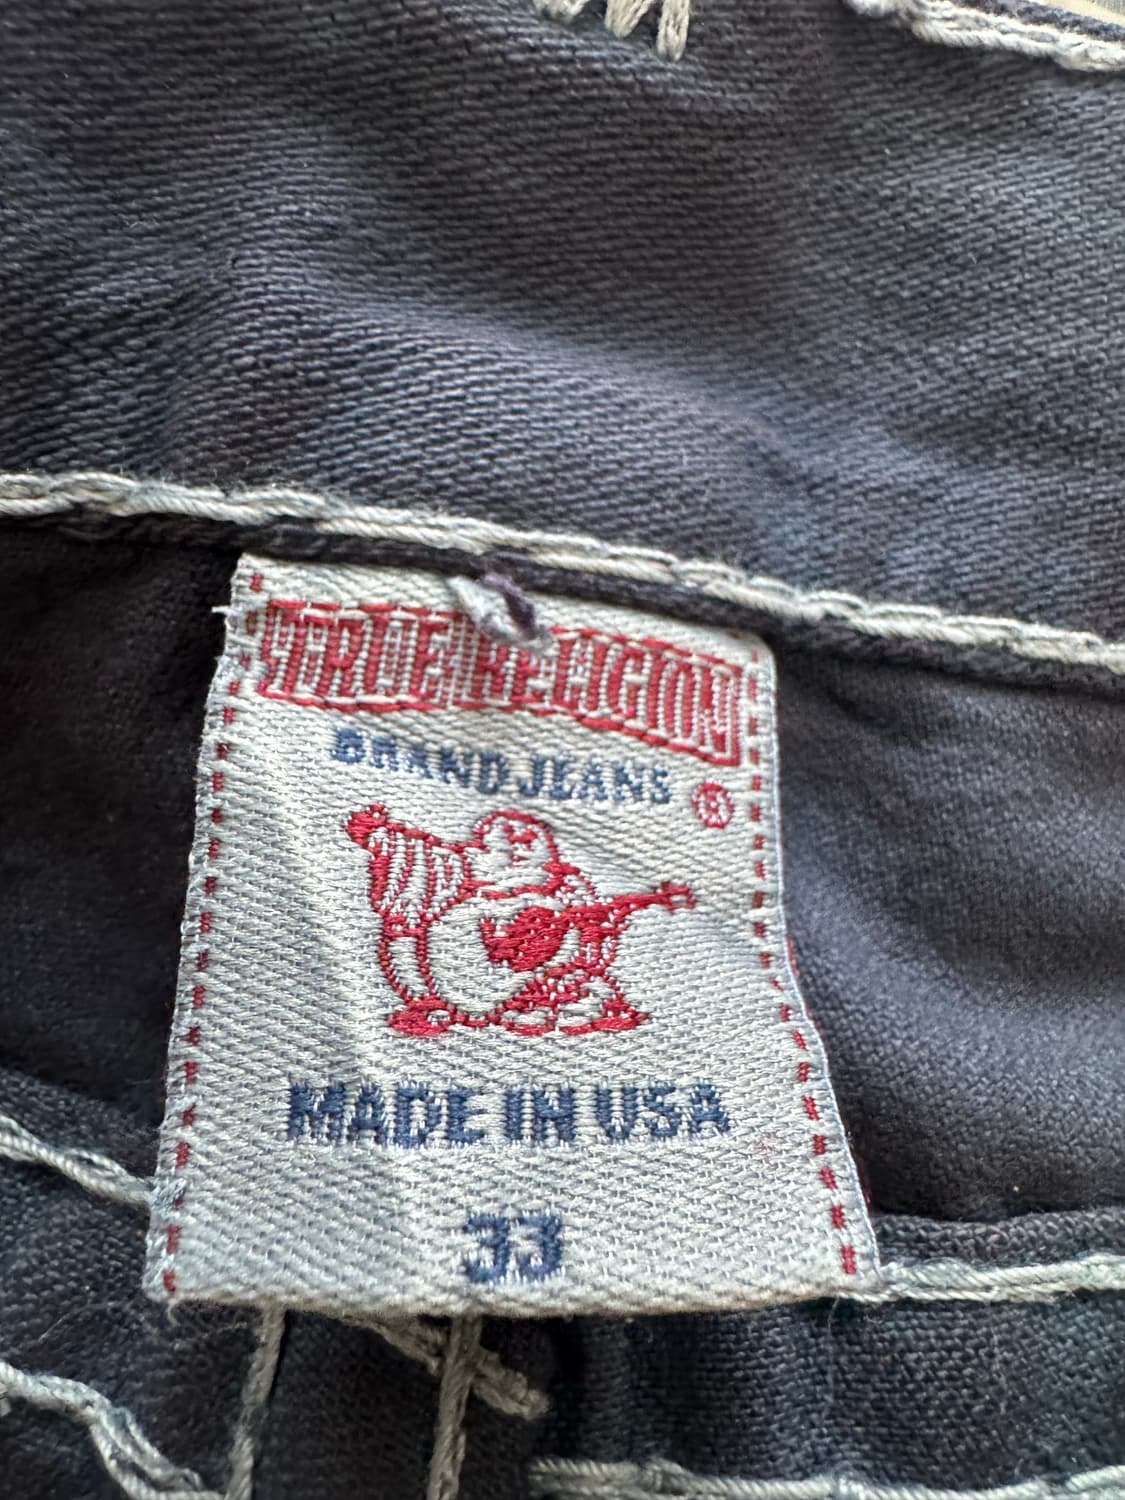 TRUE RELIGION
BRAND JEANS
®
MADE IN USA
33